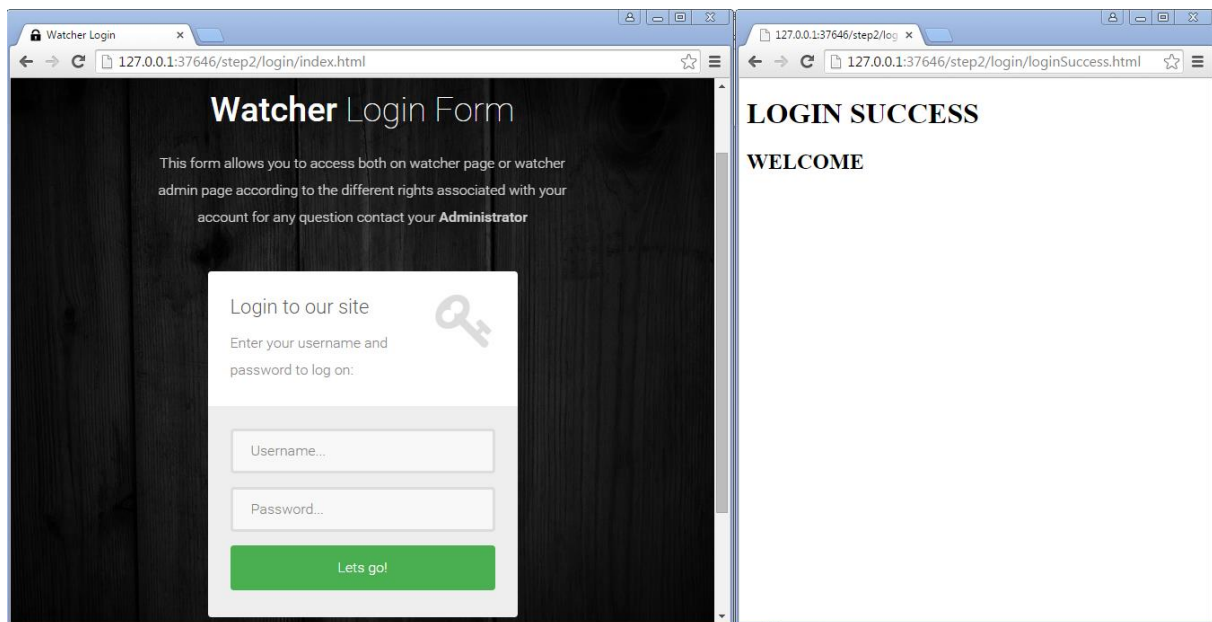 Watcher Login
127.0.0.1:37646/step2/login/index.html
Watcher Login Form
This form allows you to access both on watcher page or watcher
admin page according to the different rights associated with your
account for any question contact your Administrator
Login to our site
Enter your username and
password to log on:
Username...
Password...
Lets go!
127.0.0.1:37646/step2/log
127.0.0.1:37646/step2/login/loginSuccess.html
LOGIN SUCCESS
WELCOME